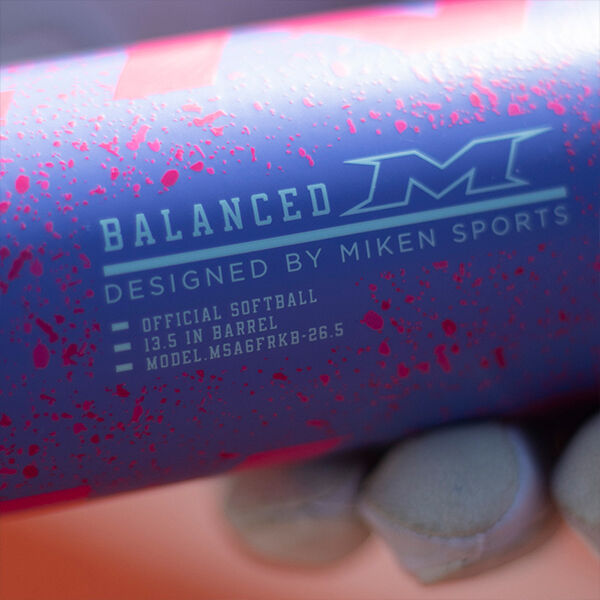 BALANCED M
DESIGNED BY MIKEN SPORTS
OFFICIAL SOFTBALL
13.5 IN BARREL
MODEL.MSA6FRKB-26.5